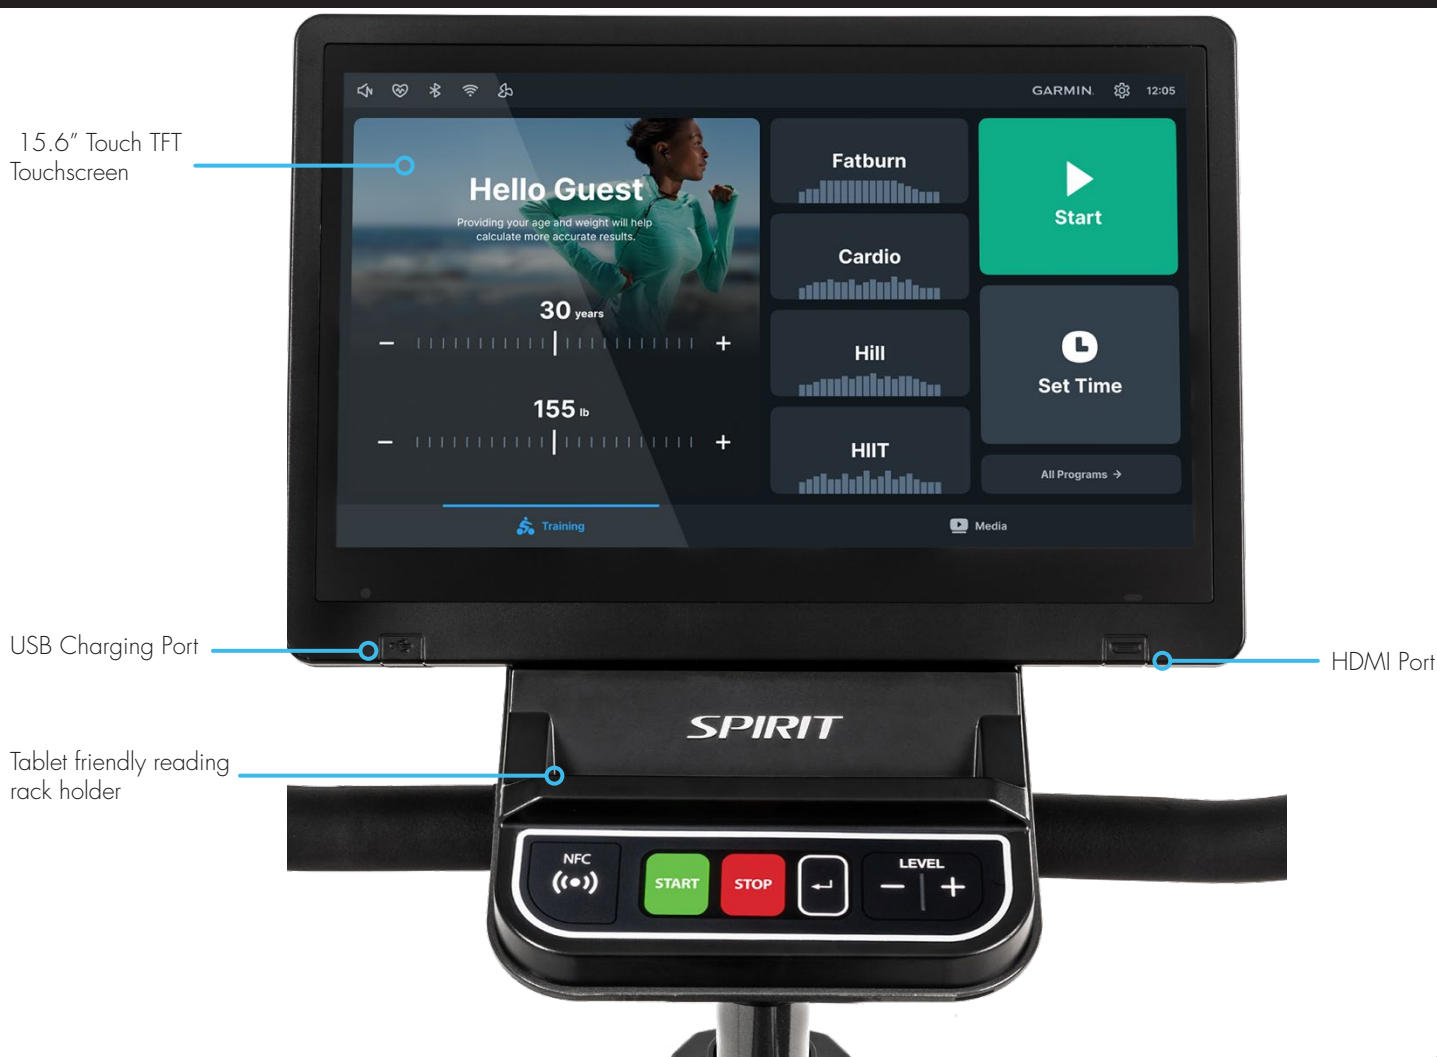 GARMIN.
12:05
15.6” Touch TFT
Touchscreen
Hello Guest
Providing your age and weight will help
calculate more accurate results.
30 years
155 lb
Fatburn
Cardio
Hill
HIIT
Start
Set Time
All Programs →
Training
Media
USB Charging Port
HDMI Port
SPIRIT
Tablet friendly reading
rack holder
NFC
START
STOP
LEVEL
− +